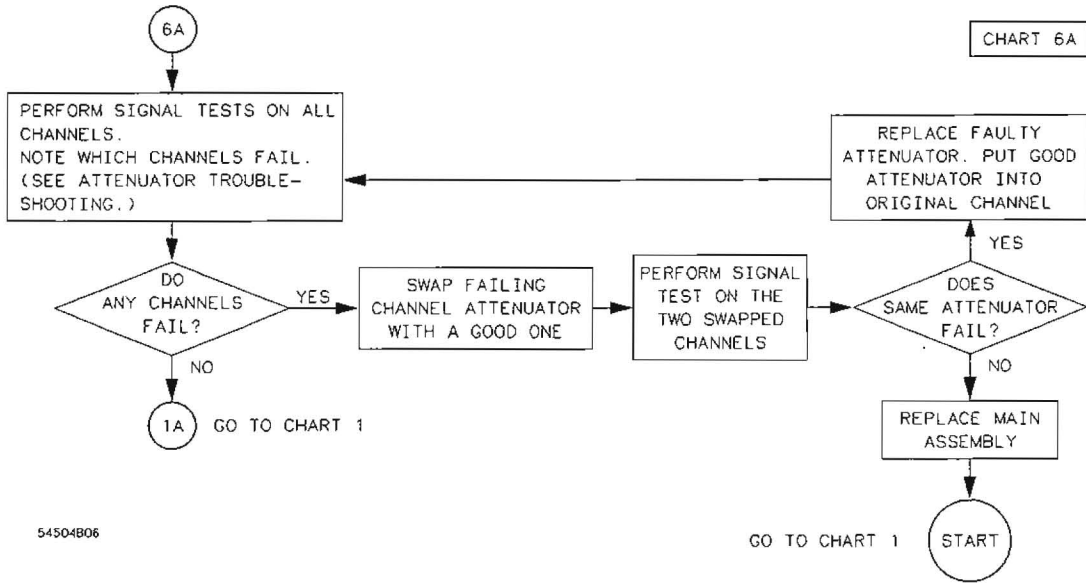 6A
CHART 6A
PERFORM SIGNAL TESTS ON ALL
CHANNELS.
NOTE WHICH CHANNELS FAIL.
(SEE ATTENUATOR TROUBLE-
SHOOTING.)
DO
ANY CHANNELS
FAIL?
YES
NO
1A
GO TO CHART 1
SWAP FAILING
CHANNEL ATTENUATOR
WITH A GOOD ONE
PERFORM SIGNAL
TEST ON THE
TWO SWAPPED
CHANNELS
DOES
SAME ATTENUATOR
FAIL?
YES
REPLACE FAULTY
ATTENUATOR. PUT GOOD
ATTENUATOR INTO
ORIGINAL CHANNEL
NO
REPLACE MAIN
ASSEMBLY
GO TO CHART 1
START
54504B06